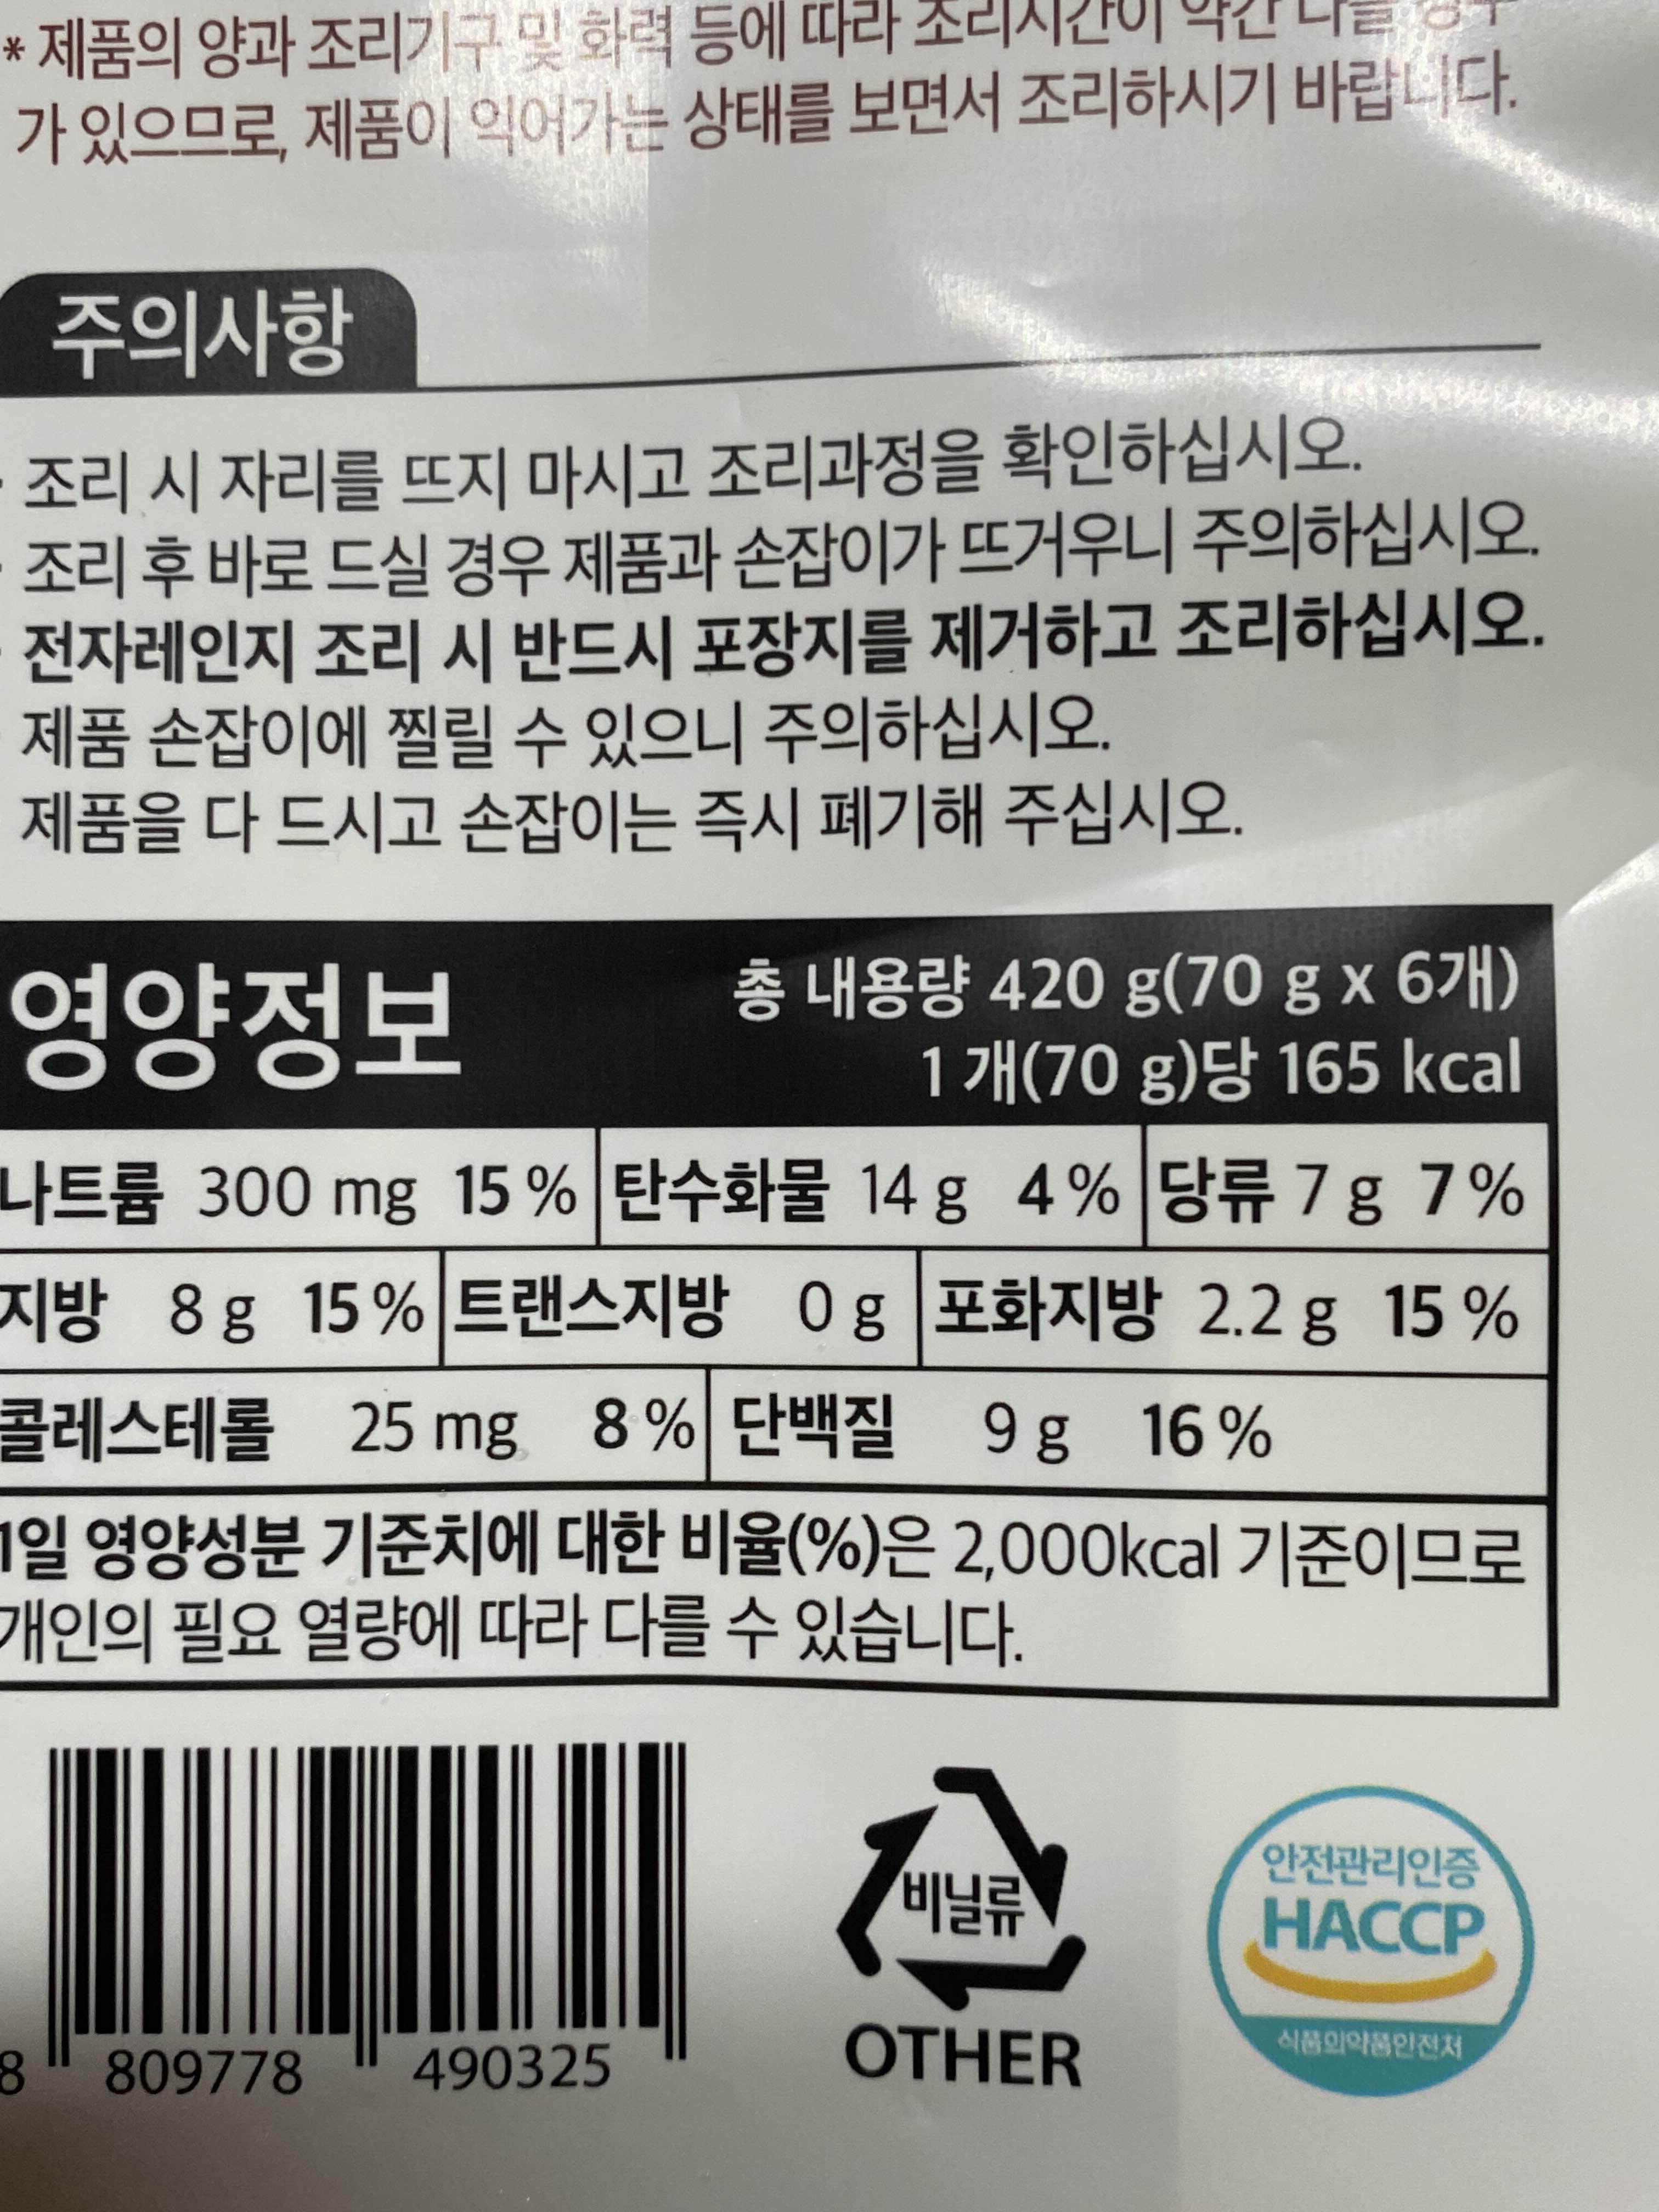 * 제품의 양과 조리기구 및 화력 등에 따라 조리시간이 약간 다를 경우
가 있으므로, 제품이 익어가는 상태를 보면서 조리하시기 바랍니다.
주의사항
· 조리 시 자리를 뜨지 마시고 조리과정을 확인하십시오.
· 조리 후 바로 드실 경우 제품과 손잡이가 뜨거우니 주의하십시오.
· 전자레인지 조리 시 반드시 포장지를 제거하고 조리하십시오.
· 제품 손잡이에 찔릴 수 있으니 주의하십시오.
제품을 다 드시고 손잡이는 즉시 폐기해 주십시오.
영양정보
총 내용량 420 g(70 g x 6개)
1 개(70 g)당 165 kcal
나트륨 300 mg 15 % 탄수화물 14 g 4 % 당류 7 g 7 %
지방 8 g 15 % 트랜스지방 0 g 포화지방 2.2 g 15 %
콜레스테롤 25 mg 8 % 단백질 9 g 16 %
1일 영양성분 기준치에 대한 비율(%)은 2,000kcal 기준이므로
개인의 필요 열량에 따라 다를 수 있습니다.
8 809778 490325
비닐류
OTHER
안전관리인증
HACCP
식품의약품안전처